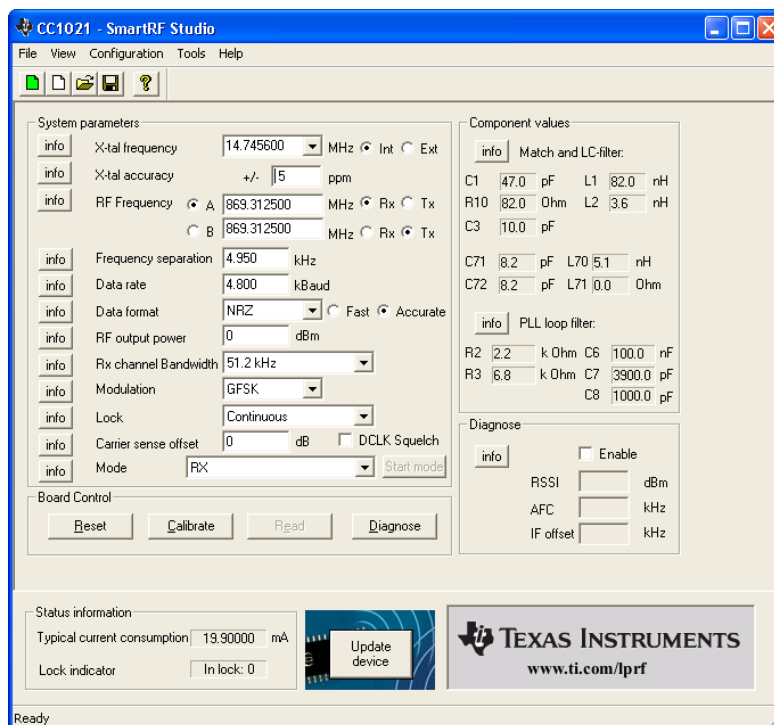 CC1021 - SmartRF Studio
File View Configuration Tools Help
System parameters
info X-tal frequency 14.745600 MHz Int Ext
info X-tal accuracy +/- 5 ppm
info RF Frequency A 869.312500 MHz Rx Tx
B 869.312500 MHz Rx Tx
info Frequency separation 4.950 kHz
info Data rate 4.800 kBaud
info Data format NRZ Fast Accurate
info RF output power 0 dBm
info Rx channel Bandwidth 51.2 kHz
info Modulation GFSK
info Lock Continuous
info Carrier sense offset 0 dB DCLK Squelch
info Mode RX Start mode
Board Control
Reset Calibrate Read Diagnose
Component values
info Match and LC-filter:
C1 47.0 pF L1 82.0 nH
R10 82.0 Ohm L2 3.6 nH
C3 10.0 pF
C71 8.2 pF L70 5.1 nH
C72 8.2 pF L71 0.0 Ohm
info PLL loop filter:
R2 2.2 k Ohm C6 100.0 nF
R3 6.8 k Ohm C7 3900.0 pF
C8 1000.0 pF
Diagnose
info Enable
RSSI dBm
AFC kHz
IF offset kHz
Status information
Typical current consumption 19.90000 mA
Lock indicator In lock: 0
Update
device
TEXAS INSTRUMENTS
www.ti.com/lprf
Ready